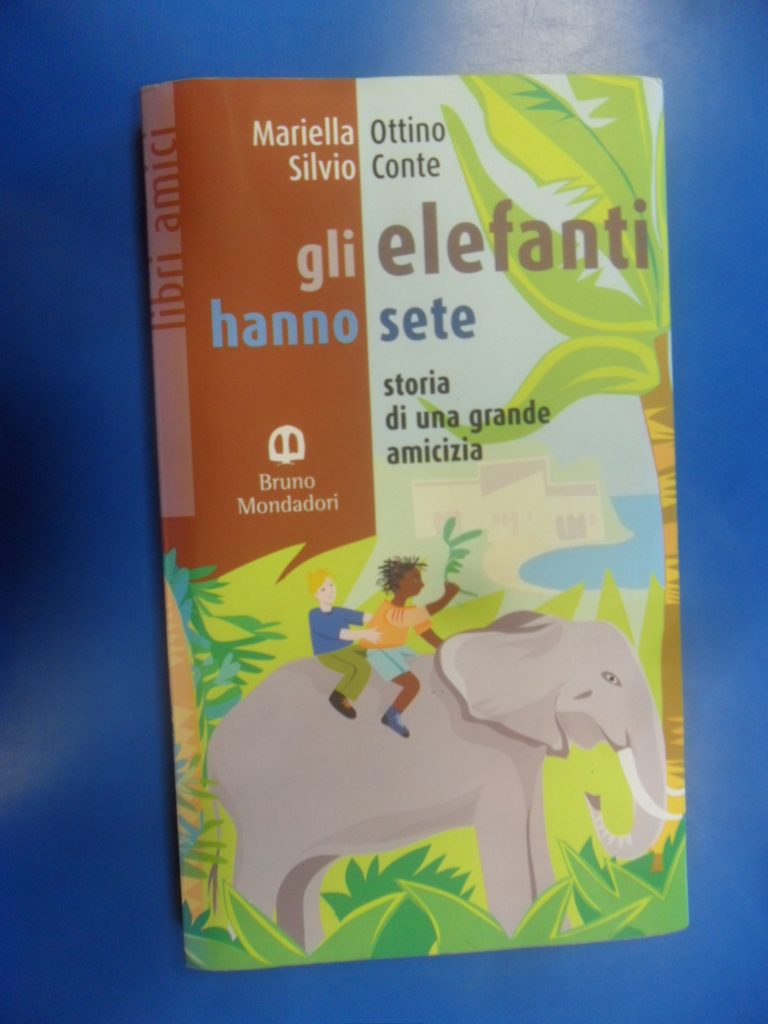 libri amici
Mariella Ottino
Silvio Conte
gli elefanti
hanno sete
storia
di una grande
amicizia
Bruno
Mondadori